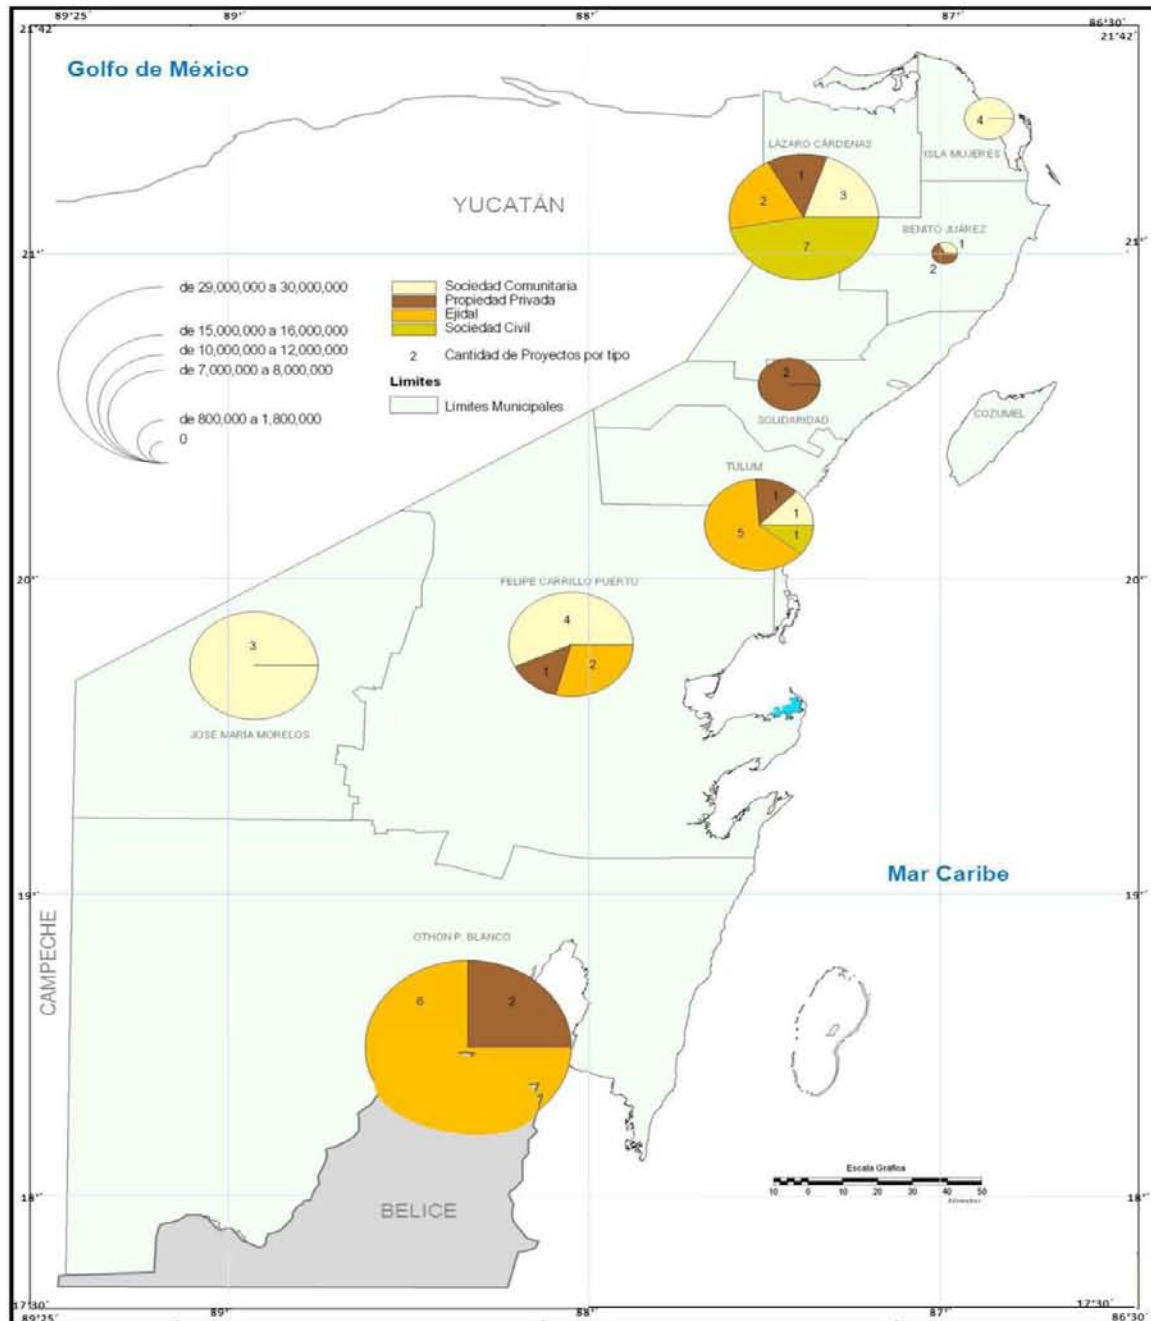 89°25´
89°
88°
87°
86°30´
21°42´
21°42´
Golfo de México
4
LÁZARO CÁRDENAS
ISLA MUJERES
1
2
3
7
YUCATÁN
BENITO JUÁREZ
1
2
21°
21°
de 29,000,000 a 30,000,000
de 15,000,000 a 16,000,000
de 10,000,000 a 12,000,000
de 7,000,000 a 8,000,000
de 800,000 a 1,800,000
0
Sociedad Comunitaria
Propiedad Privada
Ejidal
Sociedad Civil
2 Cantidad de Proyectos por tipo
Limites
Limites Municipales
2
SOLIDARIDAD
COZUMEL
TULUM
1
1
5
1
20°
20°
FELIPE CARRILLO PUERTO
4
1
2
3
JOSE MARIA MORELOS
Mar Caribe
19°
19°
CAMPECHE
OTHON P. BLANCO
6
2
Escala Gráfica
10 0 10 20 30 40 50
Kilometros
18°
18°
BELICE
17°30´
17°30´
89°25´
89°
88°
87°
86°30´